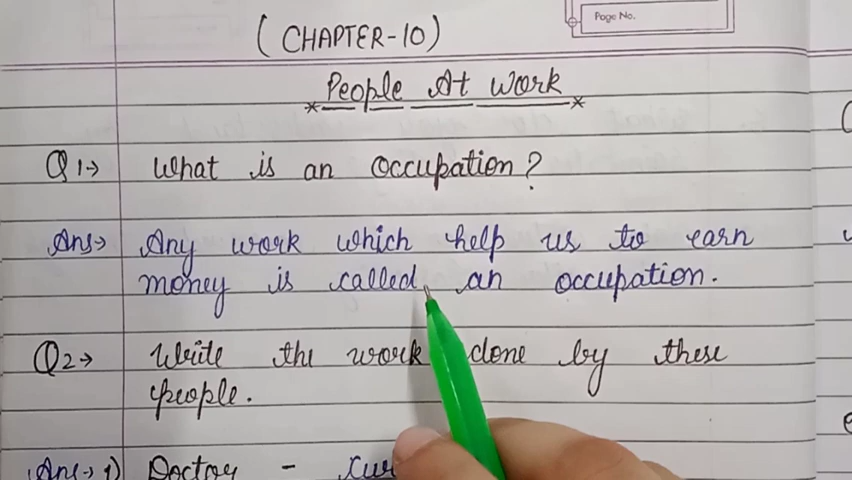 Page No.
(CHAPTER-10)
People At Work
Q1→ What is an occupation?
Ans→ Any work which help us to earn
money is called an occupation.
Q2→ Write the work done by these
people.
Ans→ 1) Doctor -